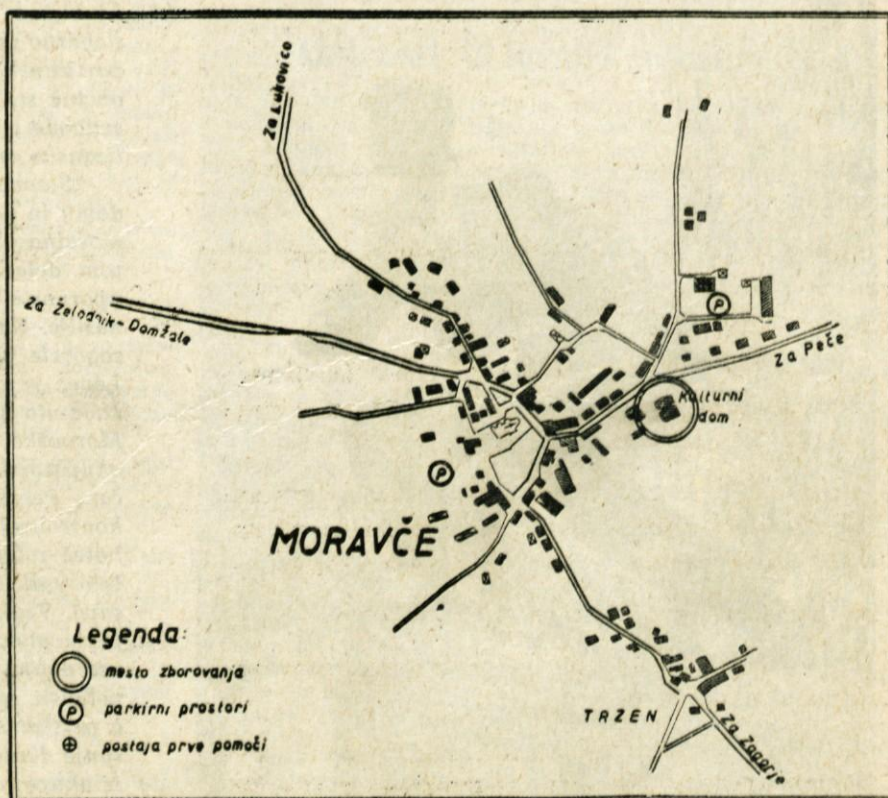 Za Lukovico
Za Želodnik-Domžale
P
Za Peče
Kulturni
dom
P
MORAVČE
Legenda:
mesto zborovanja
P parkirni prostori
postaja prve pomoči
TRZEN
Za Zagorje